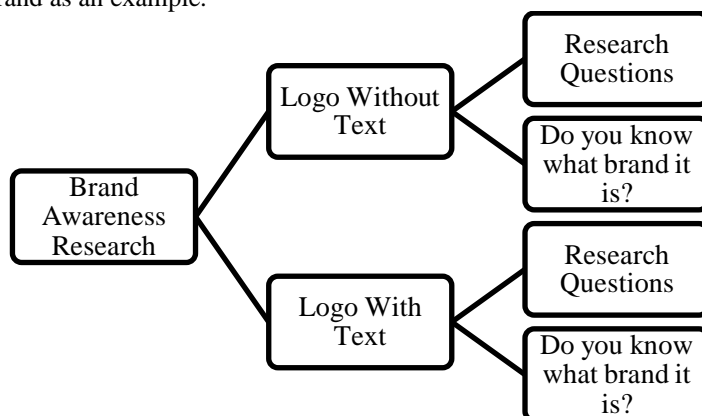 rand as an example.
Brand
Awareness
Research
Logo Without
Text
Research
Questions
Do you know
what brand it
is?
Logo With
Text
Research
Questions
Do you know
what brand it
is?